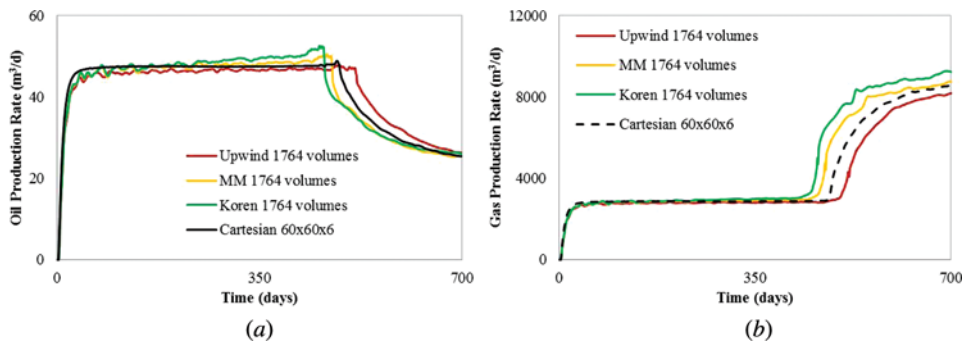 60
40
20
0
Oil Production Rate (m³/d)
Upwind 1764 volumes
MM 1764 volumes
Koren 1764 volumes
Cartesian 60x60x6
0
350
700
Time (days)
(a)
12000
8000
4000
0
Gas Production Rate (m³/d)
Upwind 1764 volumes
MM 1764 volumes
Koren 1764 volumes
Cartesian 60x60x6
0
350
700
Time (days)
(b)